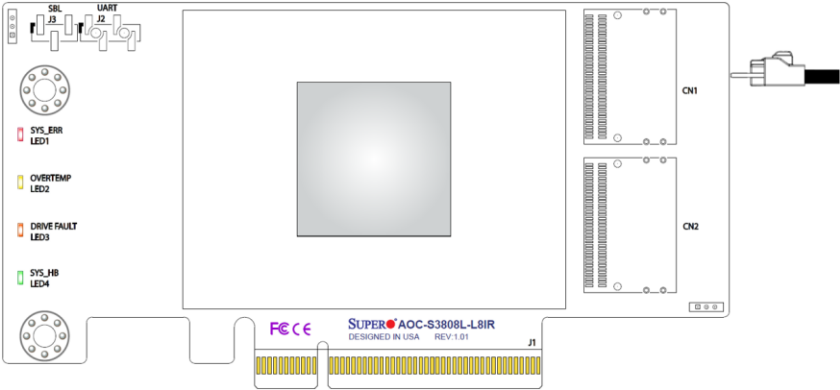 SBL
J3
UART
J2
SYS_ERR
LED1
OVERTEMP
LED2
DRIVE FAULT
LED3
SYS_HB
LED4
CN1
CN2
FC CE
SUPER AOC-S3808L-L8IR
DESIGNED IN USA REV:1.01
J1